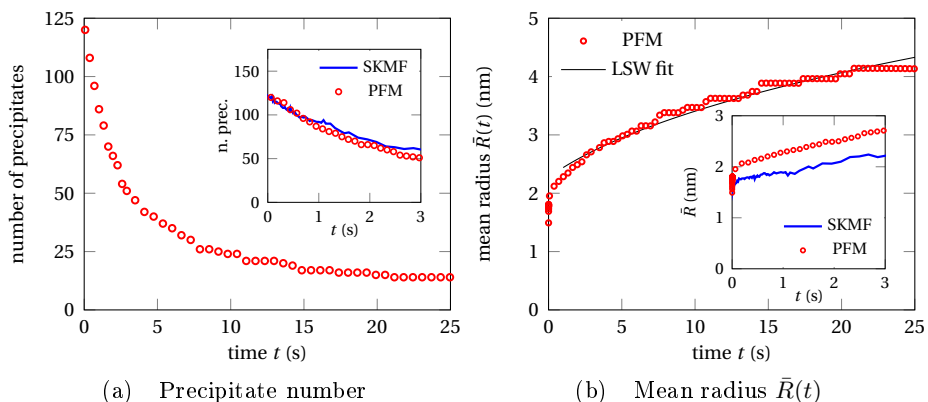 125
100
75
50
25
0
number of precipitates
0 5 10 15 20 25
time t (s)
150
100
50
0
n. prec.
0 1 2 3
t (s)
SKMF
PFM
(a) Precipitate number
5
4
3
2
1
0
mean radius R̄(t) (nm)
0 5 10 15 20 25
time t (s)
PFM
LSW fit
3
2
1
0
R̄ (nm)
0 1 2 3
t (s)
SKMF
PFM
(b) Mean radius R̄(t)